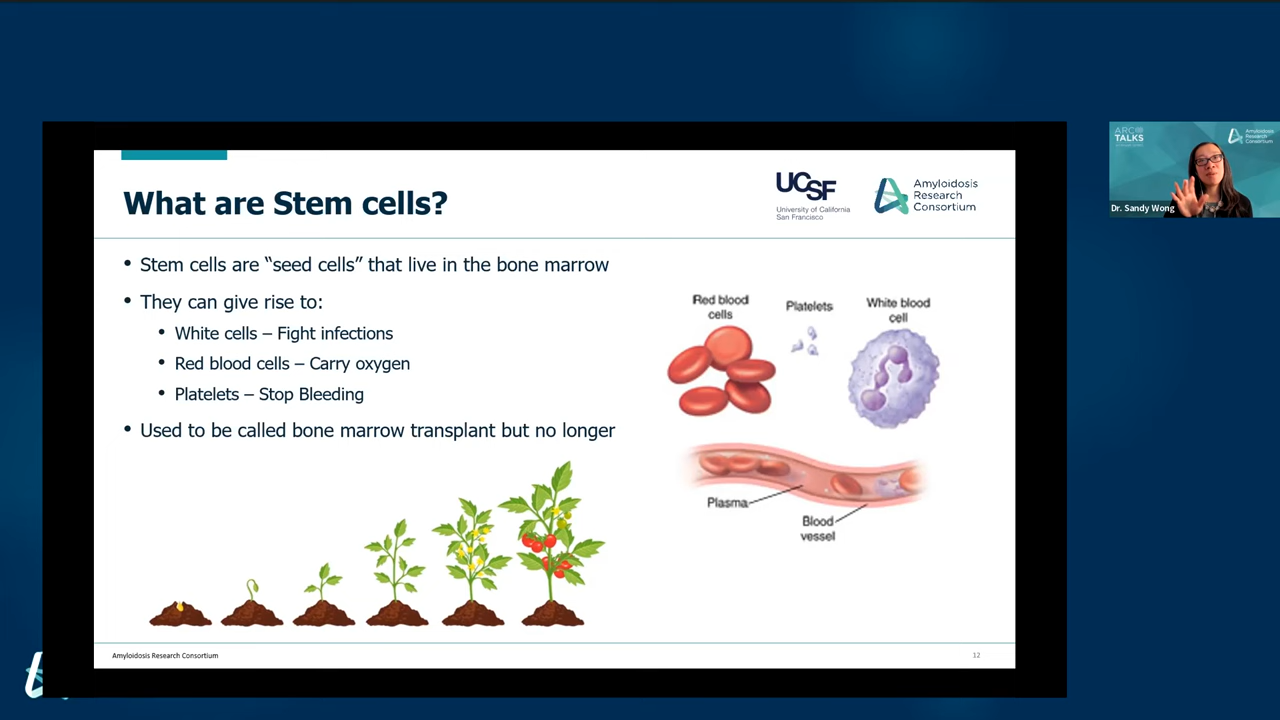 ARC
TALKS
Amyloidosis
Research
Consortium
Dr. Sandy Wong
What are Stem cells?
UCSF
University of California
San Francisco
Amyloidosis
Research
Consortium
• Stem cells are “seed cells” that live in the bone marrow
• They can give rise to:
• White cells – Fight infections
• Red blood cells – Carry oxygen
• Platelets – Stop Bleeding
• Used to be called bone marrow transplant but no longer
Red blood
cells
Platelets
White blood
cell
Plasma
Blood
vessel
Amyloidosis Research Consortium
12